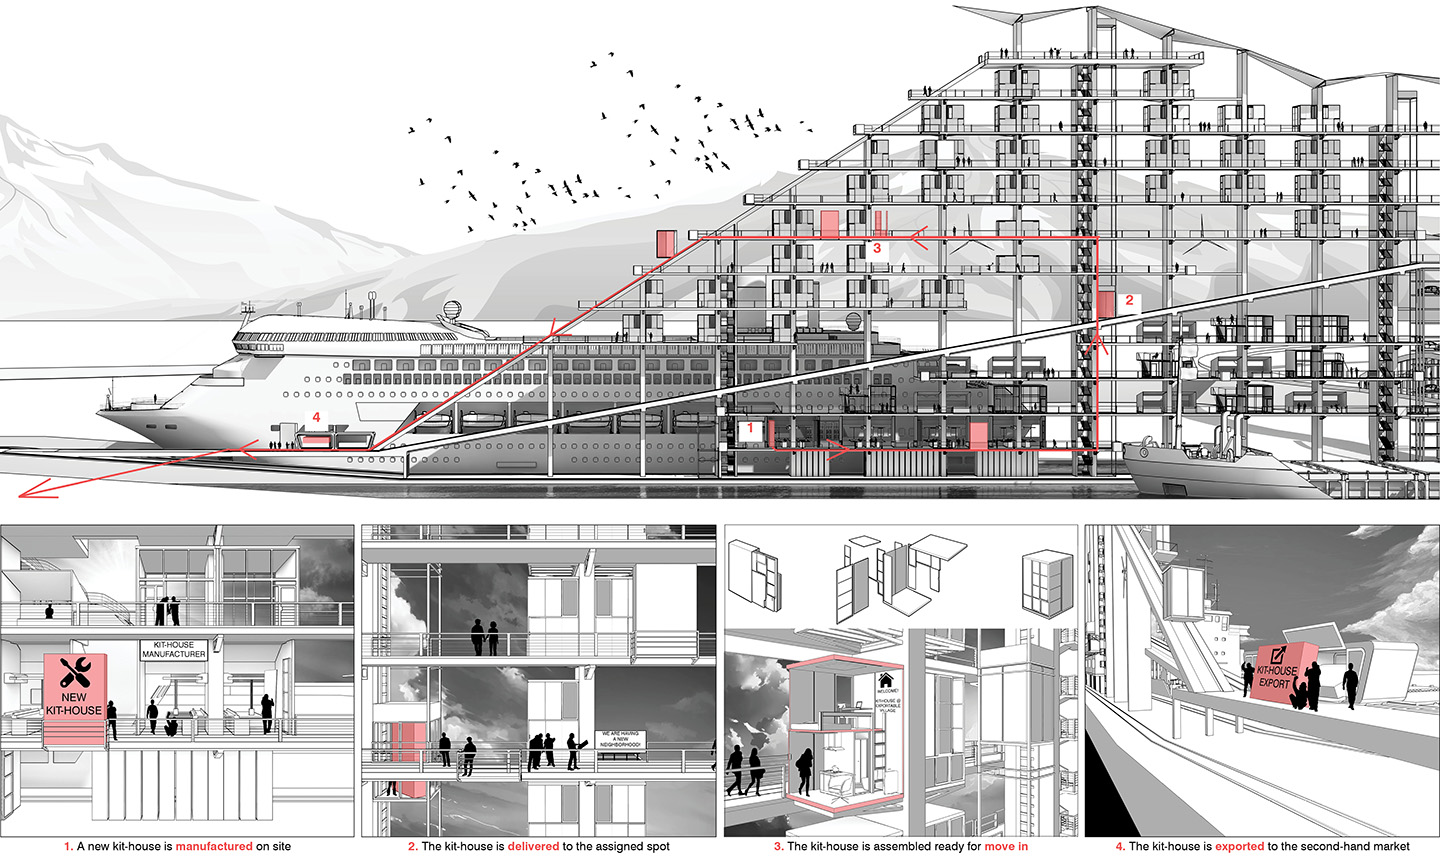 3
2
4
1
NEW
KIT-HOUSE
KIT-HOUSE
MANUFACTURER
WE ARE HAVING
A NEW
NEIGHBORHOOD!
WELCOME!
KIT-HOUSE @
EXPORTABLE
VILLAGE
KIT-HOUSE
EXPORT
1. A new kit-house is manufactured on site
2. The kit-house is delivered to the assigned spot
3. The kit-house is assembled ready for move in
4. The kit-house is exported to the second-hand market